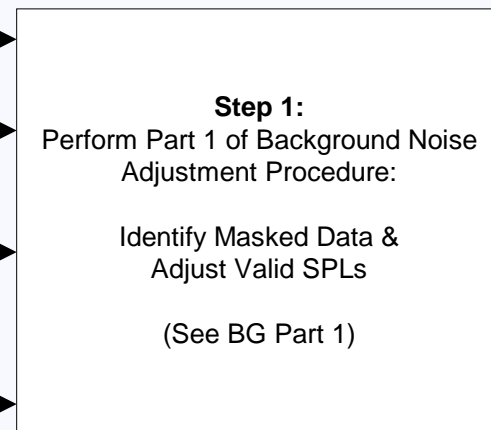 Step 1:
Perform Part 1 of Background Noise
Adjustment Procedure:
Identify Masked Data &
Adjust Valid SPLs
(See BG Part 1)